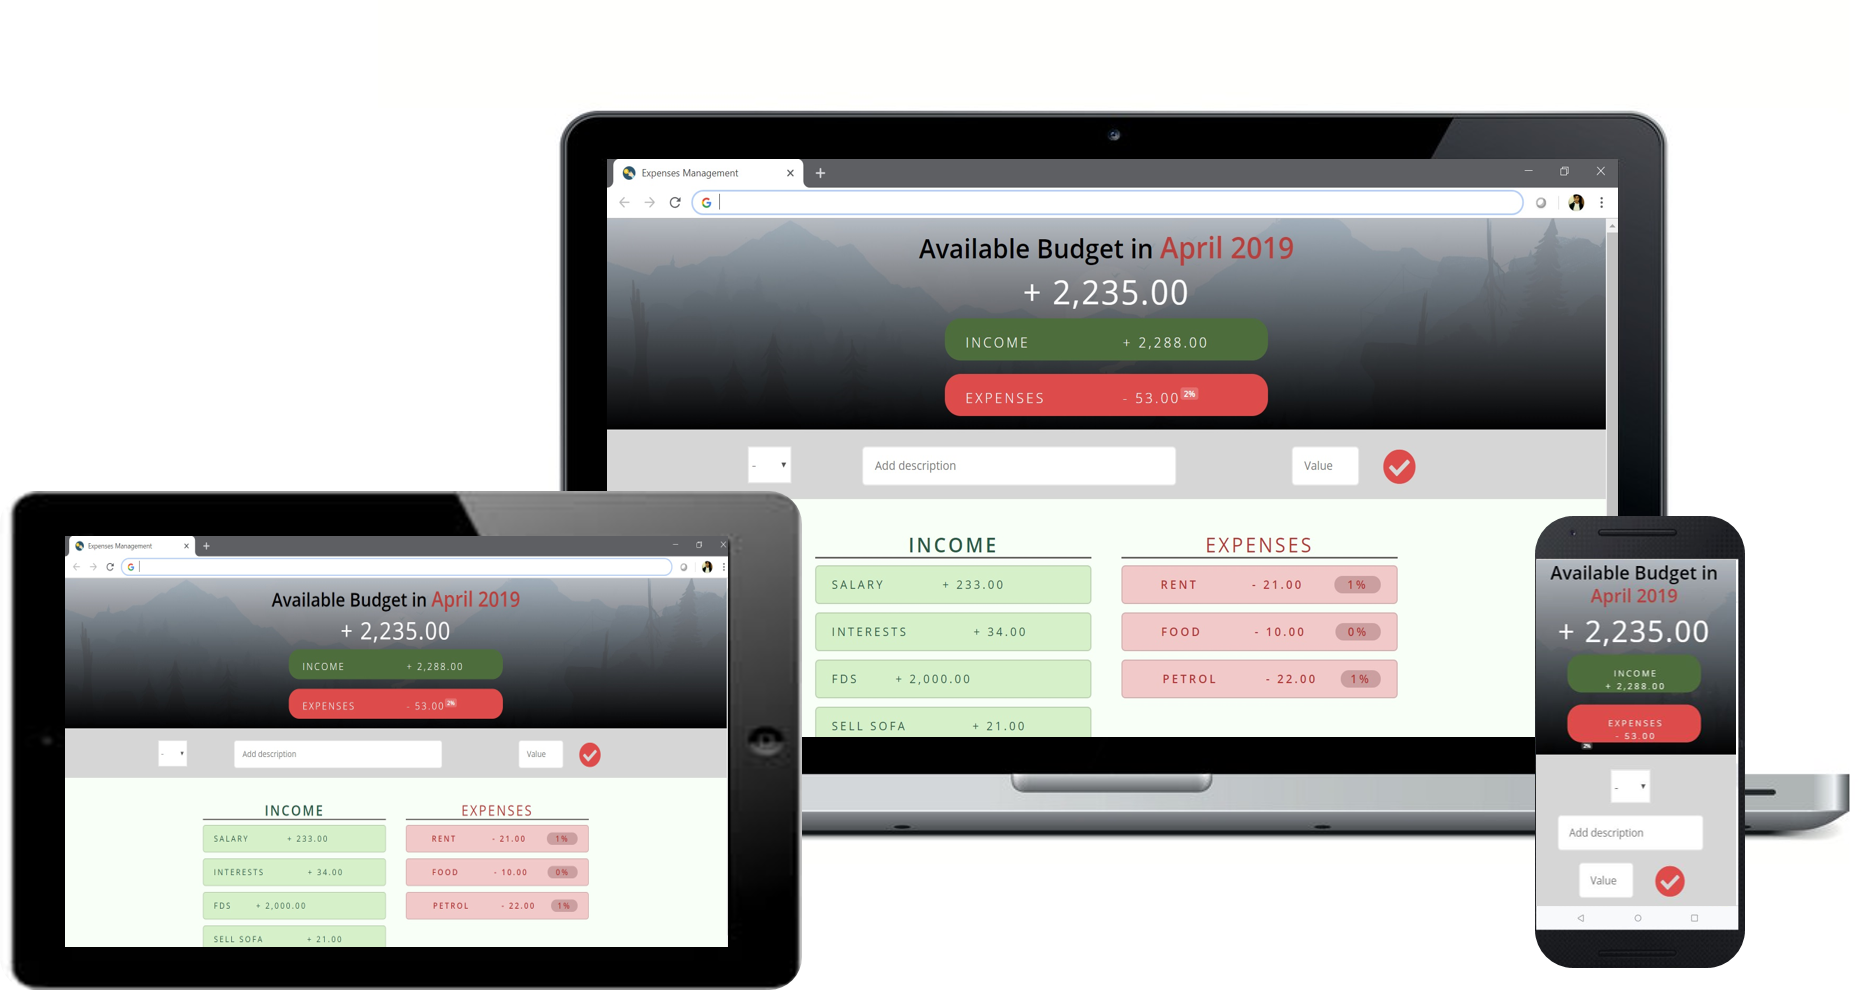 Expenses Management
Available Budget in April 2019
+ 2,235.00
INCOME + 2,288.00
EXPENSES - 53.00 2%
- Add description Value
INCOME EXPENSES
SALARY + 233.00 RENT - 21.00 1%
INTERESTS + 34.00 FOOD - 10.00 0%
FDS + 2,000.00 PETROL - 22.00 1%
SELL SOFA + 21.00
Expenses Management
Available Budget in April 2019
+ 2,235.00
INCOME + 2,288.00
EXPENSES - 53.00 2%
- Add description Value
INCOME EXPENSES
SALARY + 233.00 RENT - 21.00 1%
INTERESTS + 34.00 FOOD - 10.00 0%
FDS + 2,000.00 PETROL - 22.00 1%
SELL SOFA + 21.00
Available Budget in
April 2019
+ 2,235.00
INCOME
+ 2,288.00
EXPENSES
- 53.00
2%
-
Add description
Value